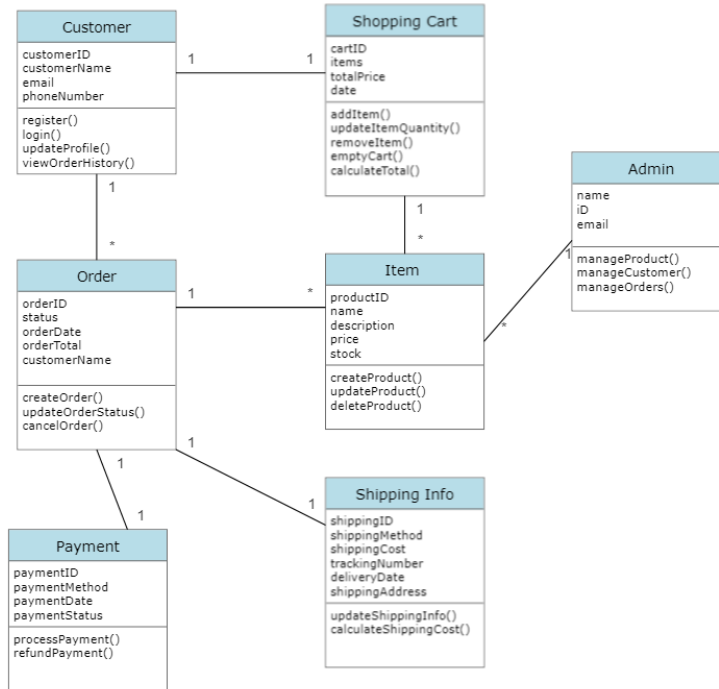 Customer
customerID
customerName
email
phoneNumber
register()
login()
updateProfile()
viewOrderHistory()
1
1
Shopping Cart
cartID
items
totalPrice
date
addItem()
updateItemQuantity()
removeItem()
emptyCart()
calculateTotal()
Admin
name
iD
email
manageProduct()
manageCustomer()
manageOrders()
1
*
1
*
1
*
Order
orderID
status
orderDate
orderTotal
customerName
createOrder()
updateOrderStatus()
cancelOrder()
1
*
Item
productID
name
description
price
stock
createProduct()
updateProduct()
deleteProduct()
1
1
1
1
Payment
paymentID
paymentMethod
paymentDate
paymentStatus
processPayment()
refundPayment()
Shipping Info
shippingID
shippingMethod
shippingCost
trackingNumber
deliveryDate
shippingAddress
updateShippingInfo()
calculateShippingCost()